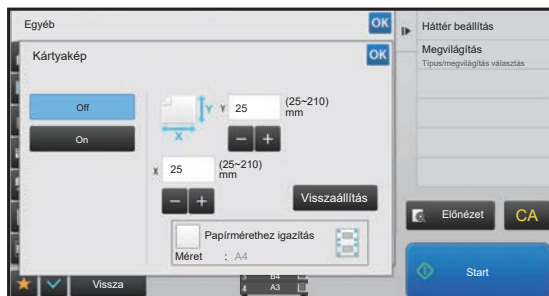 Egyéb
OK
Kártyakép
OK
Off
On
Y
X
Y 25 (25~210)
mm
X 25 (25~210)
mm
Visszaállítás
Papírmérethez igazítás
Méret : A4
Vissza
B4
4 A3
Háttér beállítás
Megvilágítás
Típus/megvilágítás választás
Előnézet
CA
Start